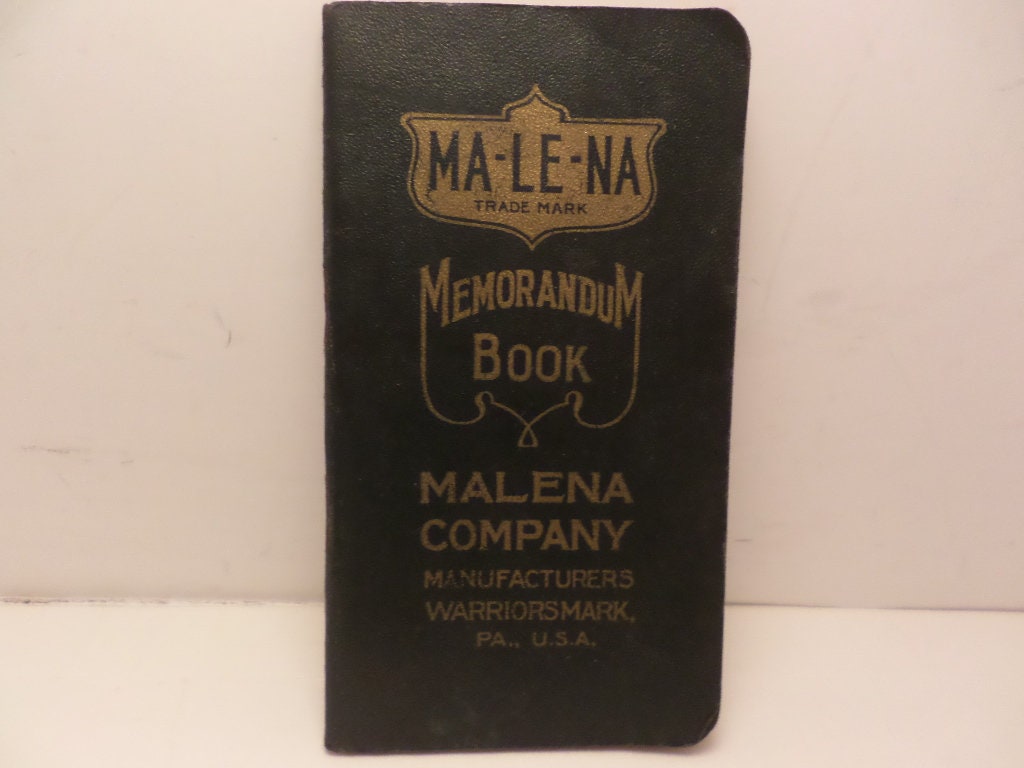 MA-LE-NA
TRADE MARK
MEMORANDUM
BOOK
MALENA
COMPANY
MANUFACTURERS
WARRIORSMARK,
PA., U.S.A.